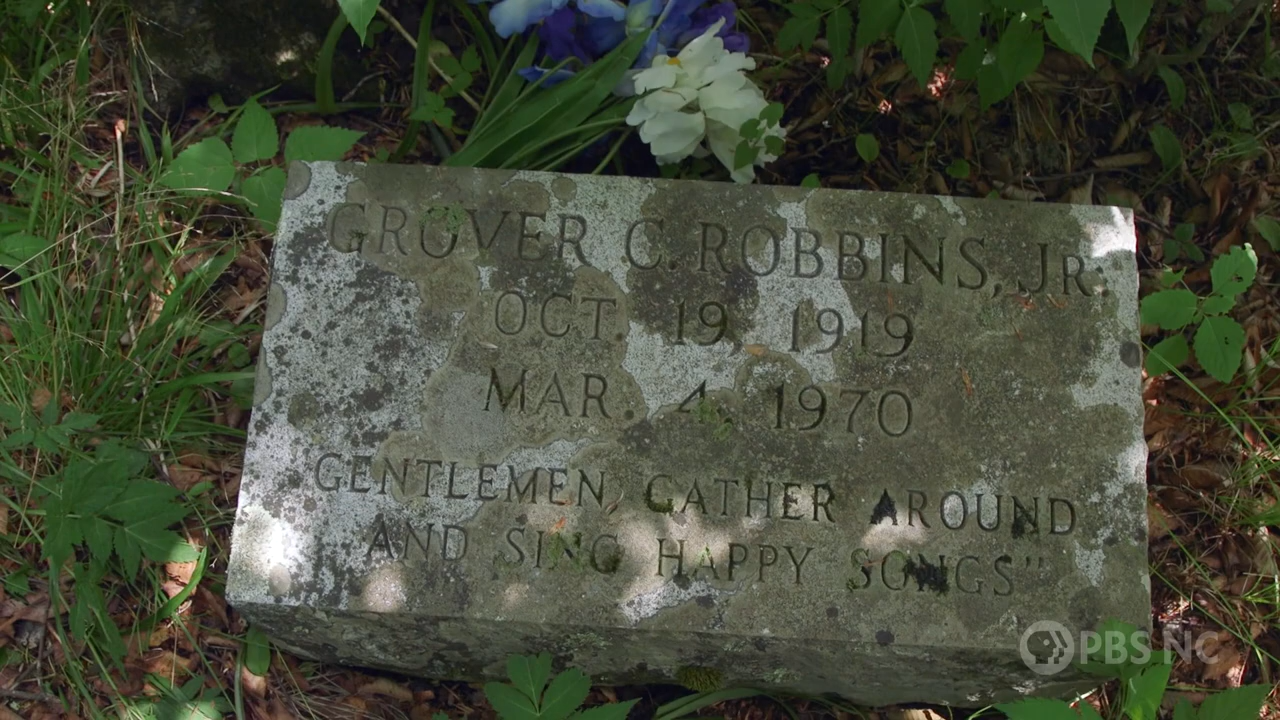 GROVER C. ROBBINS, JR.
OCT. 19, 1919
MAR. 4, 1970
GENTLEMEN, GATHER AROUND
AND SING HAPPY SONGS"
PBS NC